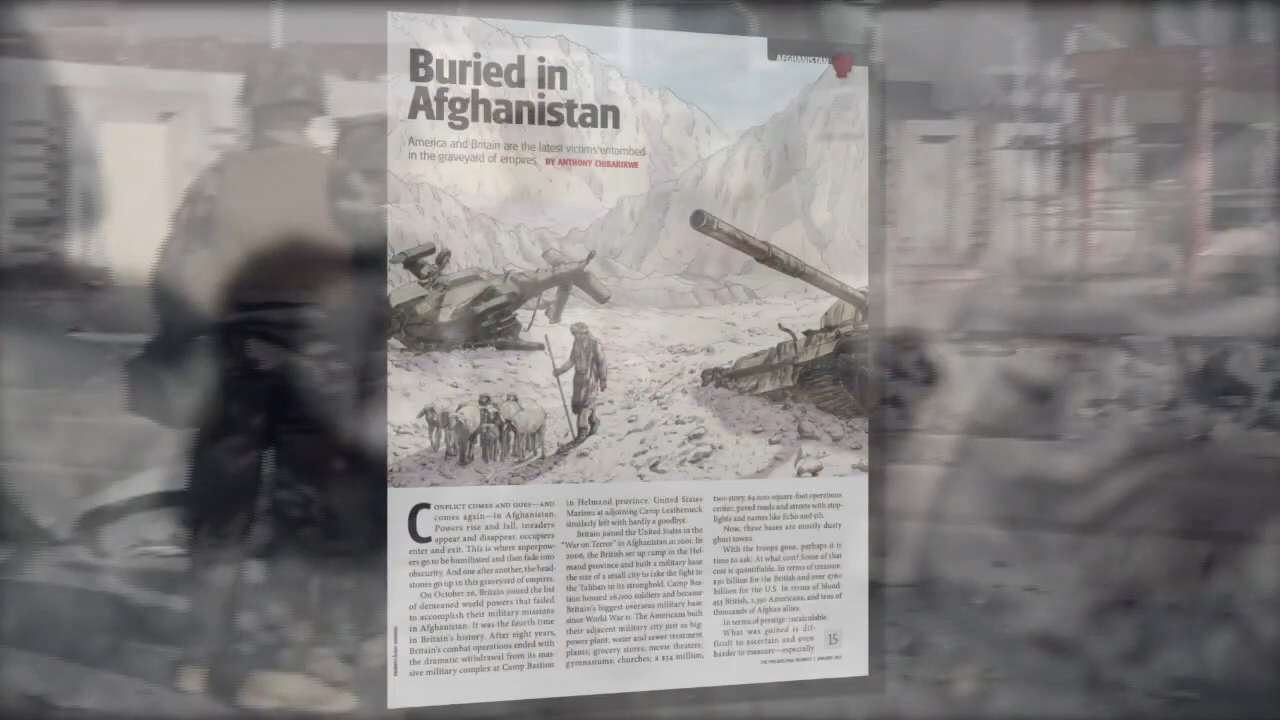 AFGHANISTAN
Buried in
Afghanistan
America and Britain are the latest victims entombed
in the graveyard of empires. BY ANTHONY CHIBARIRWE
CONFLICT COMES AND GOES—AND
comes again—in Afghanistan.
Powers rise and fall, invaders
appear and disappear, occupiers
enter and exit. This is where superpow-
ers go to be humiliated and then fade into
obscurity. And one after another, the head-
stones go up in this graveyard of empires.
On October 26, Britain joined the list
of demeaned world powers that failed
to accomplish their military missions
in Afghanistan. It was the fourth time
in Britain's history. After eight years,
Britain's combat operations ended with
the dramatic withdrawal from its mas-
sive military complex at Camp Bastion
in Helmand province. United States
Marines at adjoining Camp Leatherneck
similarly left with hardly a goodbye.
Britain joined the United States in the
"War on Terror" in Afghanistan in 2001. In
2006, the British set up camp in the Hel-
mand province and built a military base
the size of a small city to take the fight to
the Taliban in its stronghold. Camp Bas-
tion housed 28,000 soldiers and became
Britain's biggest overseas military base
since World War II. The Americans built
their adjacent military city just as big:
power plant; water and sewer treatment
plants; grocery stores; movie theaters;
gymnasiums; churches; a $34 million,
two-story, 64,000-square-foot operations
center; paved roads and streets with stop-
lights and names like Echo and 5th.
Now, these bases are mostly dusty
ghost towns.
With the troops gone, perhaps it is
time to ask: At what cost? Some of that
cost is quantifiable. In terms of treasure:
$30 billion for the British and over $760
billion for the U.S. In terms of blood:
453 British, 2,350 Americans, and tens of
thousands of Afghan allies.
In terms of prestige: incalculable.
What was gained is dif-
ficult to ascertain and even
harder to measure—especially
15
THE PHILADELPHIA TRUMPET | JANUARY 2015